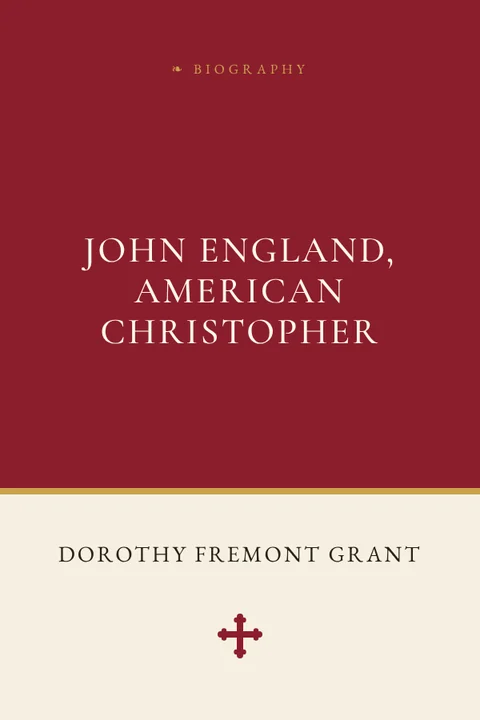 ❧ BIOGRAPHY
JOHN ENGLAND,
AMERICAN
CHRISTOPHER
DOROTHY FREMONT GRANT